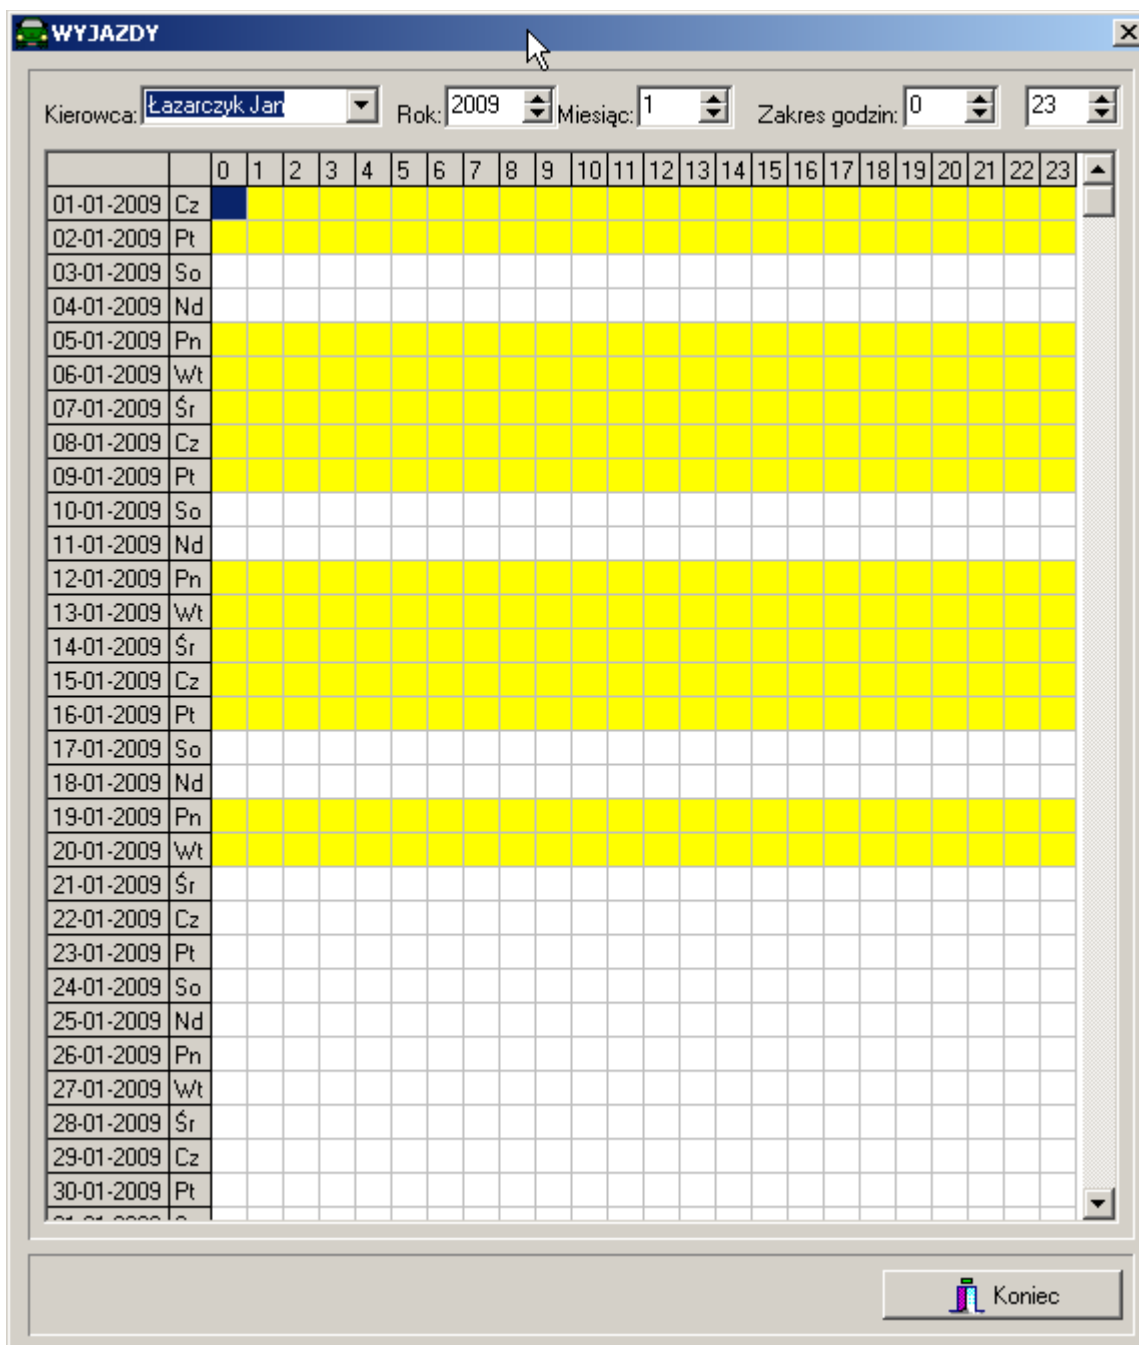 WYJAZDY
Kierowca: Łazarczyk Jan Rok: 2009 Miesiąc: 1 Zakres godzin: 0 23
0 1 2 3 4 5 6 7 8 9 10 11 12 13 14 15 16 17 18 19 20 21 22 23
01-01-2009 Cz
02-01-2009 Pt
03-01-2009 So
04-01-2009 Nd
05-01-2009 Pn
06-01-2009 Wt
07-01-2009 Śr
08-01-2009 Cz
09-01-2009 Pt
10-01-2009 So
11-01-2009 Nd
12-01-2009 Pn
13-01-2009 Wt
14-01-2009 Śr
15-01-2009 Cz
16-01-2009 Pt
17-01-2009 So
18-01-2009 Nd
19-01-2009 Pn
20-01-2009 Wt
21-01-2009 Śr
22-01-2009 Cz
23-01-2009 Pt
24-01-2009 So
25-01-2009 Nd
26-01-2009 Pn
27-01-2009 Wt
28-01-2009 Śr
29-01-2009 Cz
30-01-2009 Pt
Koniec